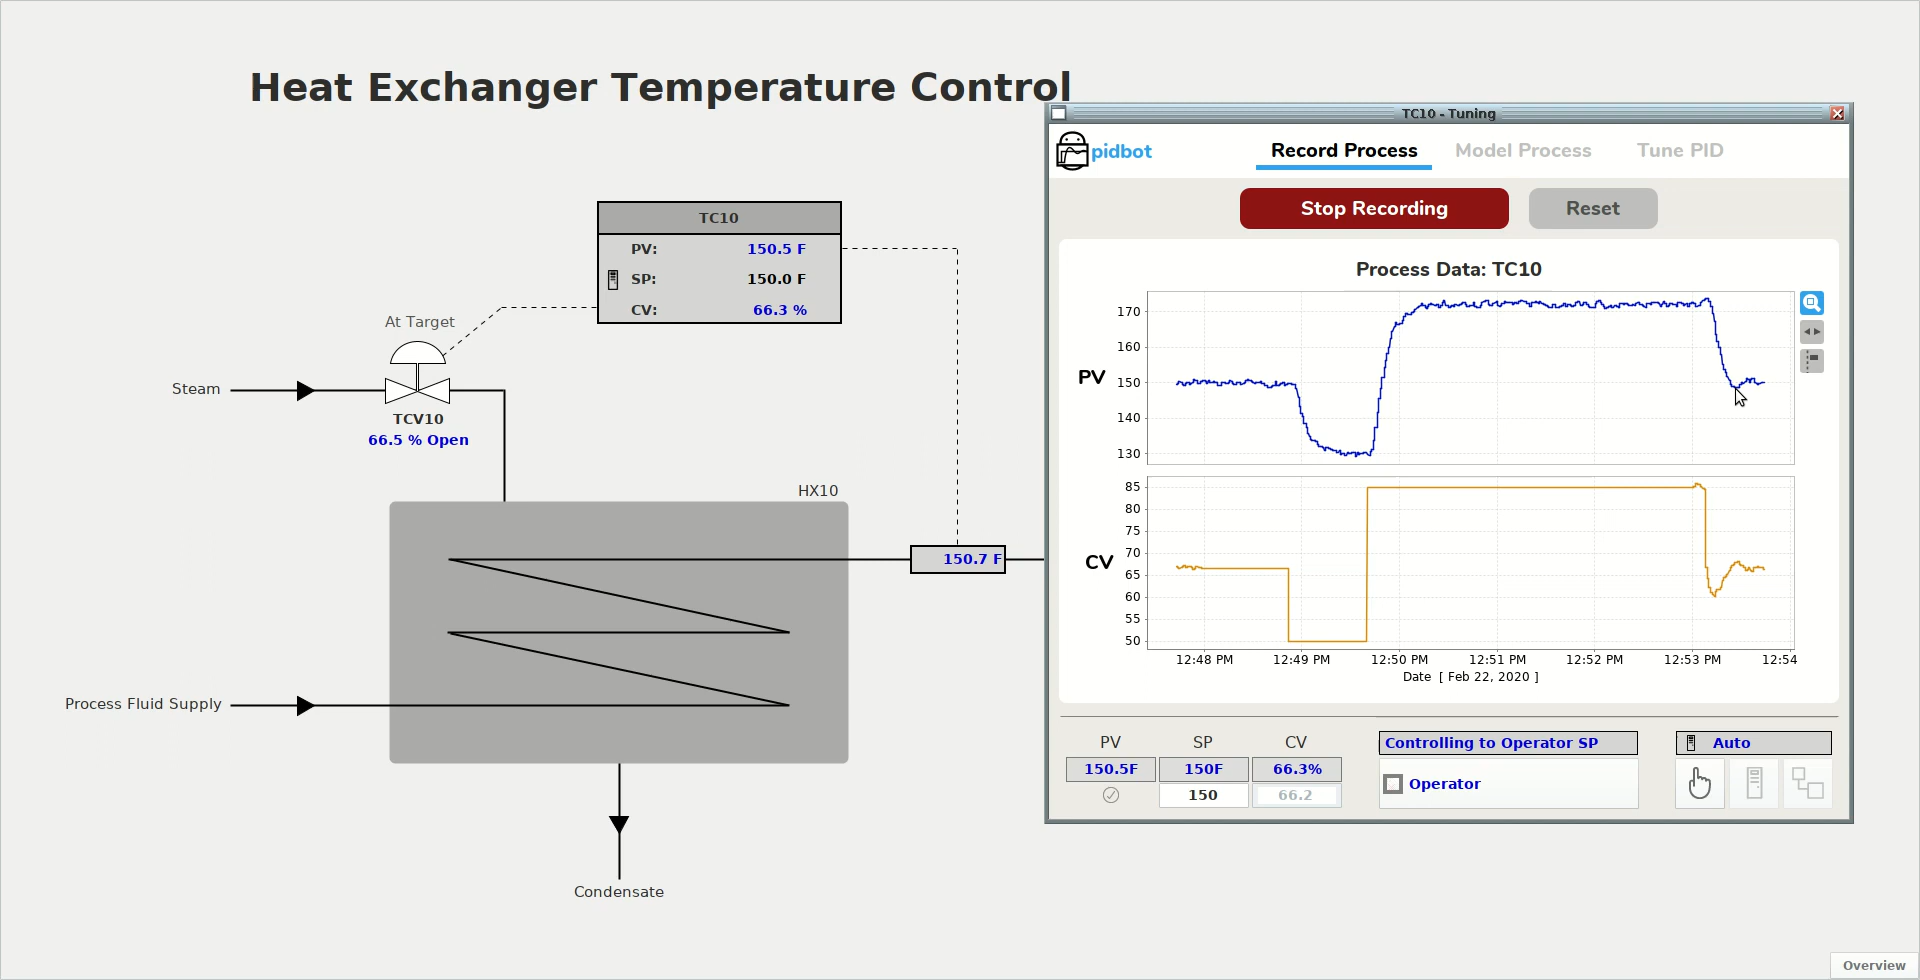 Heat Exchanger Temperature Control
TC10
PV: 150.5 F
SP: 150.0 F
CV: 66.3 %
At Target
Steam
TCV10
66.5 % Open
HX10
150.7 F
Process Fluid Supply
Condensate
TC10 - Tuning
pidbot
Record Process Model Process Tune PID
Stop Recording Reset
Process Data: TC10
PV
170
160
150
140
130
CV
85
80
75
70
65
60
55
50
12:48 PM 12:49 PM 12:50 PM 12:51 PM 12:52 PM 12:53 PM 12:54
Date [ Feb 22, 2020 ]
PV SP CV
150.5F 150F 66.3%
150 66.2
Controlling to Operator SP
Operator
Auto
Overview